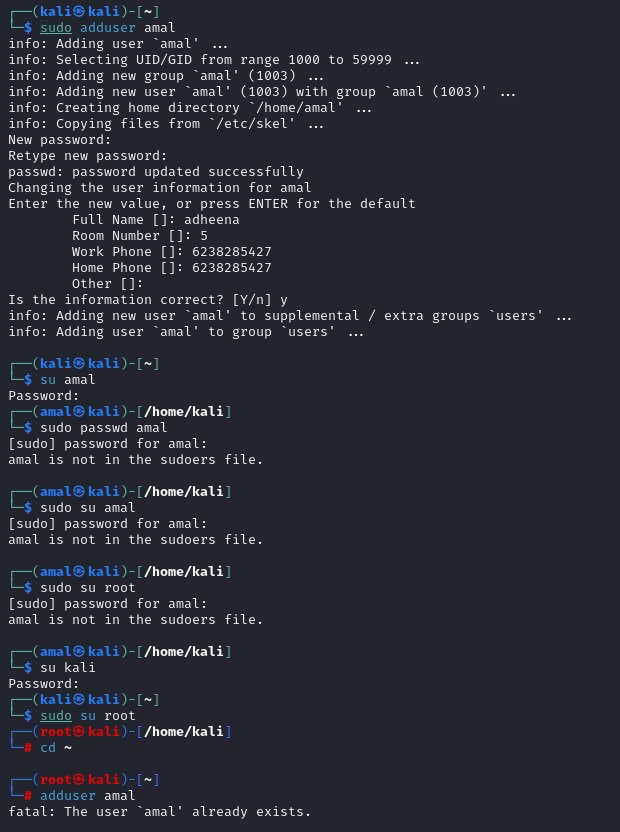 ┌──(kali㉿kali)-[~]
└─$ sudo adduser amal
info: Adding user `amal' ...
info: Selecting UID/GID from range 1000 to 59999 ...
info: Adding new group `amal' (1003) ...
info: Adding new user `amal' (1003) with group `amal (1003)' ...
info: Creating home directory `/home/amal' ...
info: Copying files from `/etc/skel' ...
New password:
Retype new password:
passwd: password updated successfully
Changing the user information for amal
Enter the new value, or press ENTER for the default
        Full Name []: adheena
        Room Number []: 5
        Work Phone []: 6238285427
        Home Phone []: 6238285427
        Other []:
Is the information correct? [Y/n] y
info: Adding new user `amal' to supplemental / extra groups `users' ...
info: Adding user `amal' to group `users' ...

┌──(kali㉿kali)-[~]
└─$ su amal
Password:
┌──(amal㉿kali)-[/home/kali]
└─$ sudo passwd amal
[sudo] password for amal:
amal is not in the sudoers file.

┌──(amal㉿kali)-[/home/kali]
└─$ sudo su amal
[sudo] password for amal:
amal is not in the sudoers file.

┌──(amal㉿kali)-[/home/kali]
└─$ sudo su root
[sudo] password for amal:
amal is not in the sudoers file.

┌──(amal㉿kali)-[/home/kali]
└─$ su kali
Password:
┌──(kali㉿kali)-[~]
└─$ sudo su root
┌──(root㉿kali)-[/home/kali]
└─# cd ~

┌──(root㉿kali)-[~]
└─# adduser amal
fatal: The user `amal' already exists.